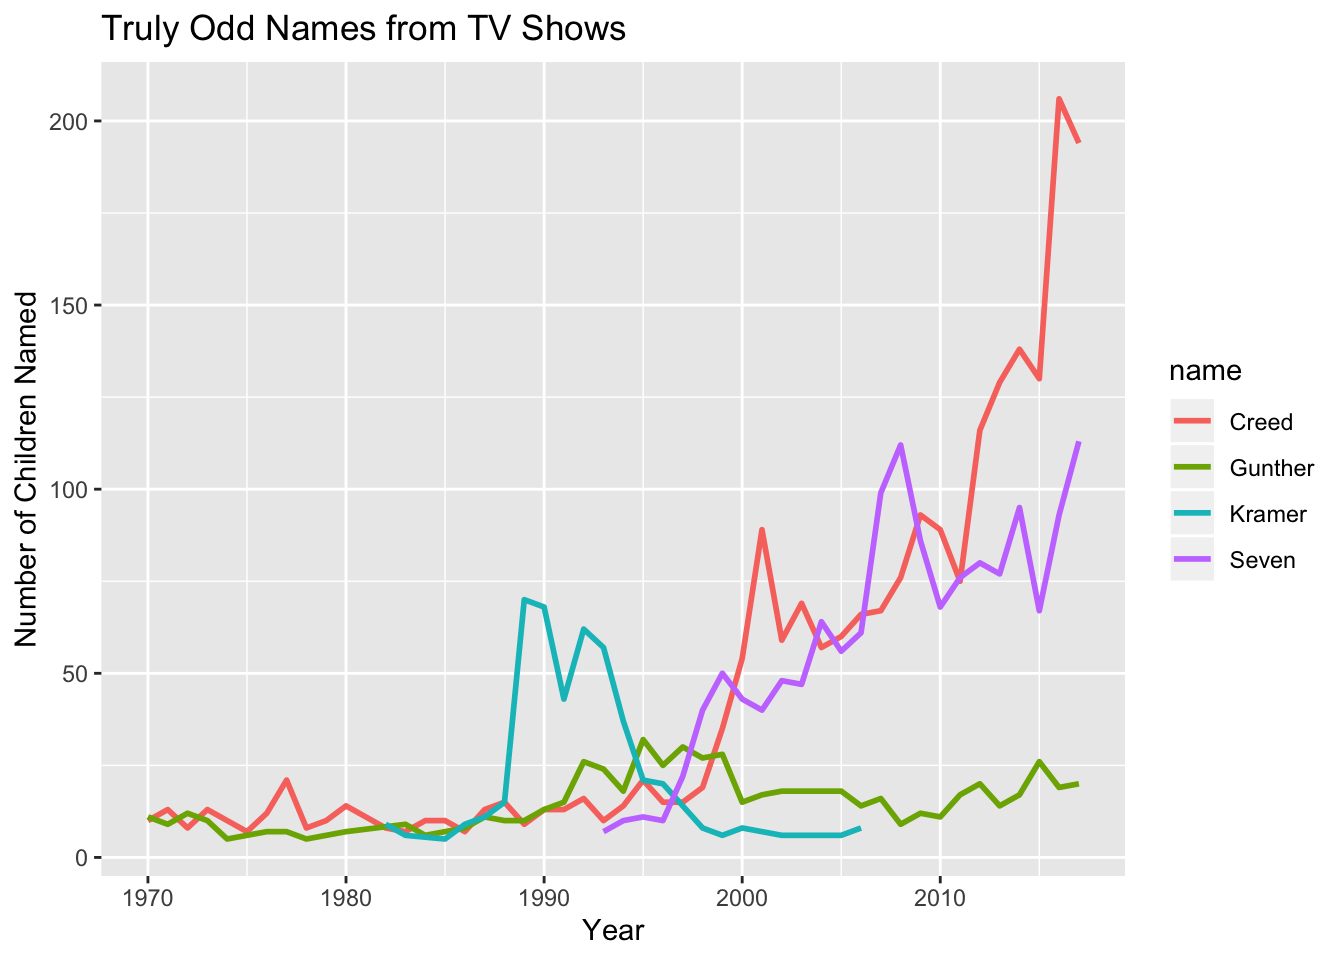 Truly Odd Names from TV Shows
200
150
100
50
0
Number of Children Named
1970 1980 1990 2000 2010
Year
name
Creed
Gunther
Kramer
Seven